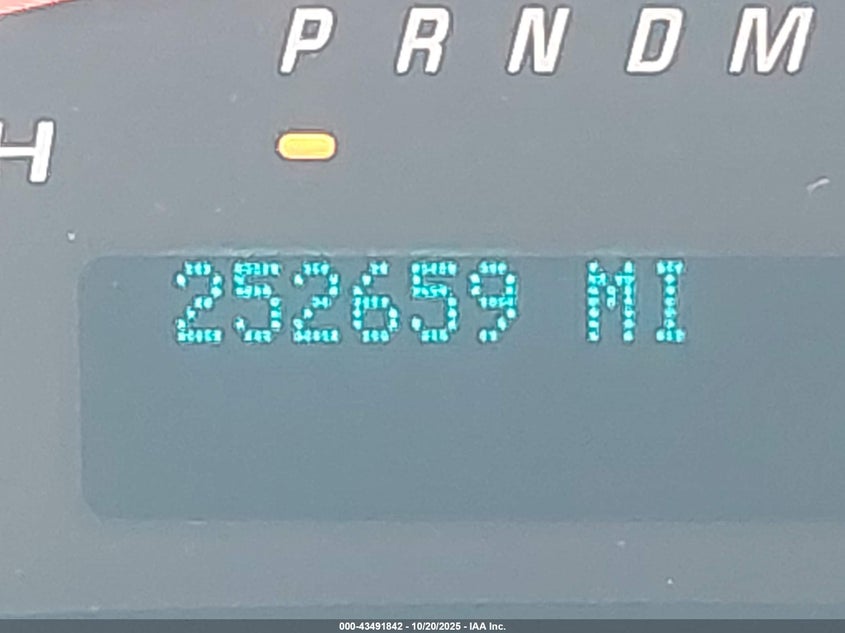 P R N D M
H
252659 MI
000-43491842 - 10/20/2025 - IAA Inc.